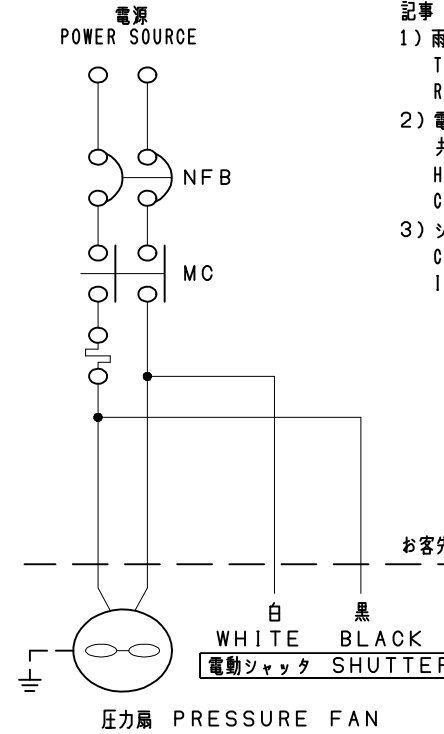 電源
POWER SOURCE
NFB
MC
記事
1) 雨
T
R
2) 電
共
H
C
3) シ
C
I
お客先
白
WHITE
黒
BLACK
電動シャッタ SHUTTER
圧力扇 PRESSURE FAN